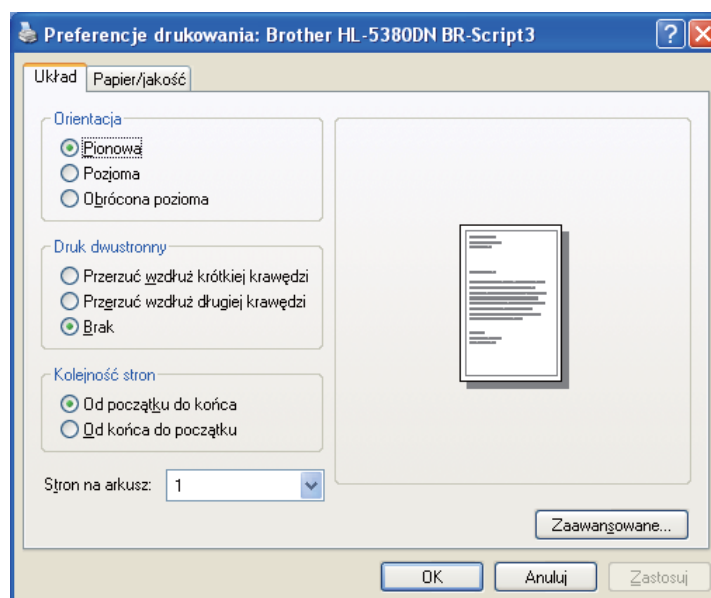 Preferencje drukowania: Brother HL-5380DN BR-Script3
Układ
Papier/jakość
Orientacja
Pionowa
Pozioma
Obrócona pozioma
Druk dwustronny
Przerzuć wzdłuż krótkiej krawędzi
Przerzuć wzdłuż długiej krawędzi
Brak
Kolejność stron
Od początku do końca
Od końca do początku
Stron na arkusz: 1
Zaawansowane...
OK Anuluj Zastosuj